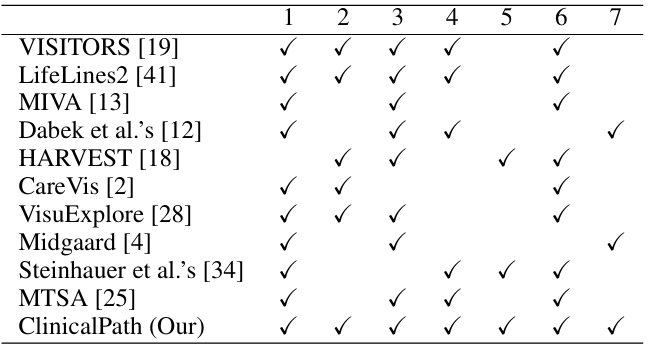 1 2 3 4 5 6 7
VISITORS [19] ✓ ✓ ✓ ✓ ✓
LifeLines2 [41] ✓ ✓ ✓ ✓ ✓
MIVA [13] ✓ ✓ ✓
Dabek et al.’s [12] ✓ ✓ ✓ ✓
HARVEST [18] ✓ ✓ ✓ ✓
CareVis [2] ✓ ✓ ✓
VisuExplore [28] ✓ ✓ ✓ ✓
Midgaard [4] ✓ ✓ ✓
Steinhauer et al.’s [34] ✓ ✓ ✓ ✓
MTSA [25] ✓ ✓ ✓ ✓
ClinicalPath (Our) ✓ ✓ ✓ ✓ ✓ ✓ ✓